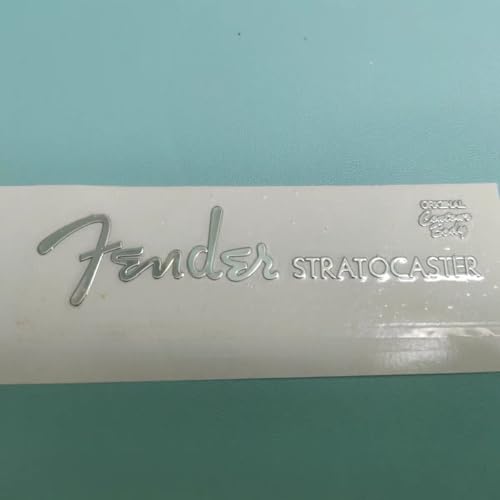 Fender STRATOCASTER
ORIGINAL
Contour
Body